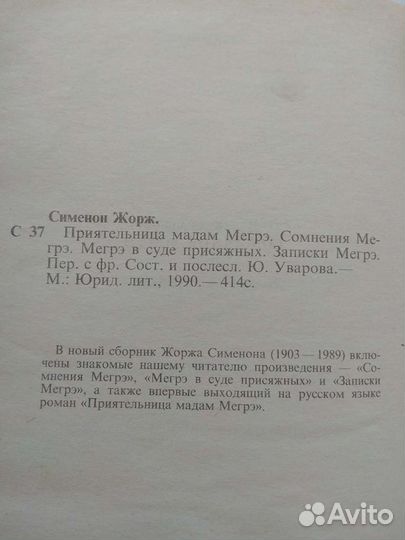 Сименон Жорж.
С 37 Приятельница мадам Мегрэ. Сомнения Ме-
грэ. Мегрэ в суде присяжных. Записки Мегрэ.
Пер. с фр. Сост. и послесл. Ю. Уварова.—
М.: Юрид. лит., 1990.— 414с.
В новый сборник Жоржа Сименона (1903 — 1989) вклю-
чены знакомые нашему читателю произведения — «Со-
мнения Мегрэ», «Мегрэ в суде присяжных» и «Записки
Мегрэ», а также впервые выходящий на русском языке
роман «Приятельница мадам Мегрэ».
Avito